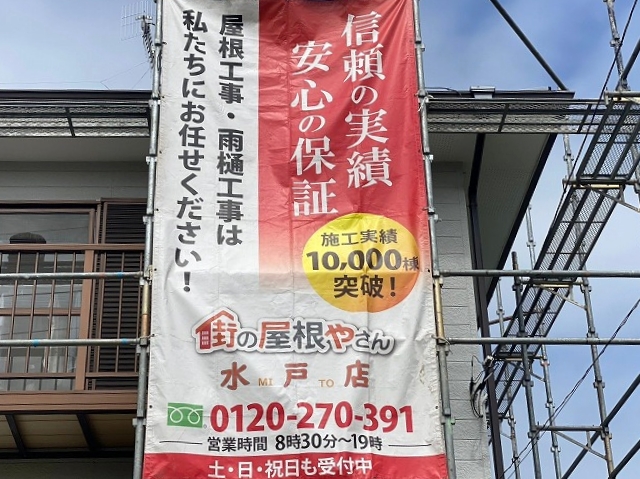 信頼の実績
安心の保証
屋根工事・雨樋工事は
私たちにお任せください！
施工実績
10,000棟
突破！
街の屋根やさん
水戸店
MI TO
0120-270-391
営業時間 8時30分～19時
土・日・祝日も受付中